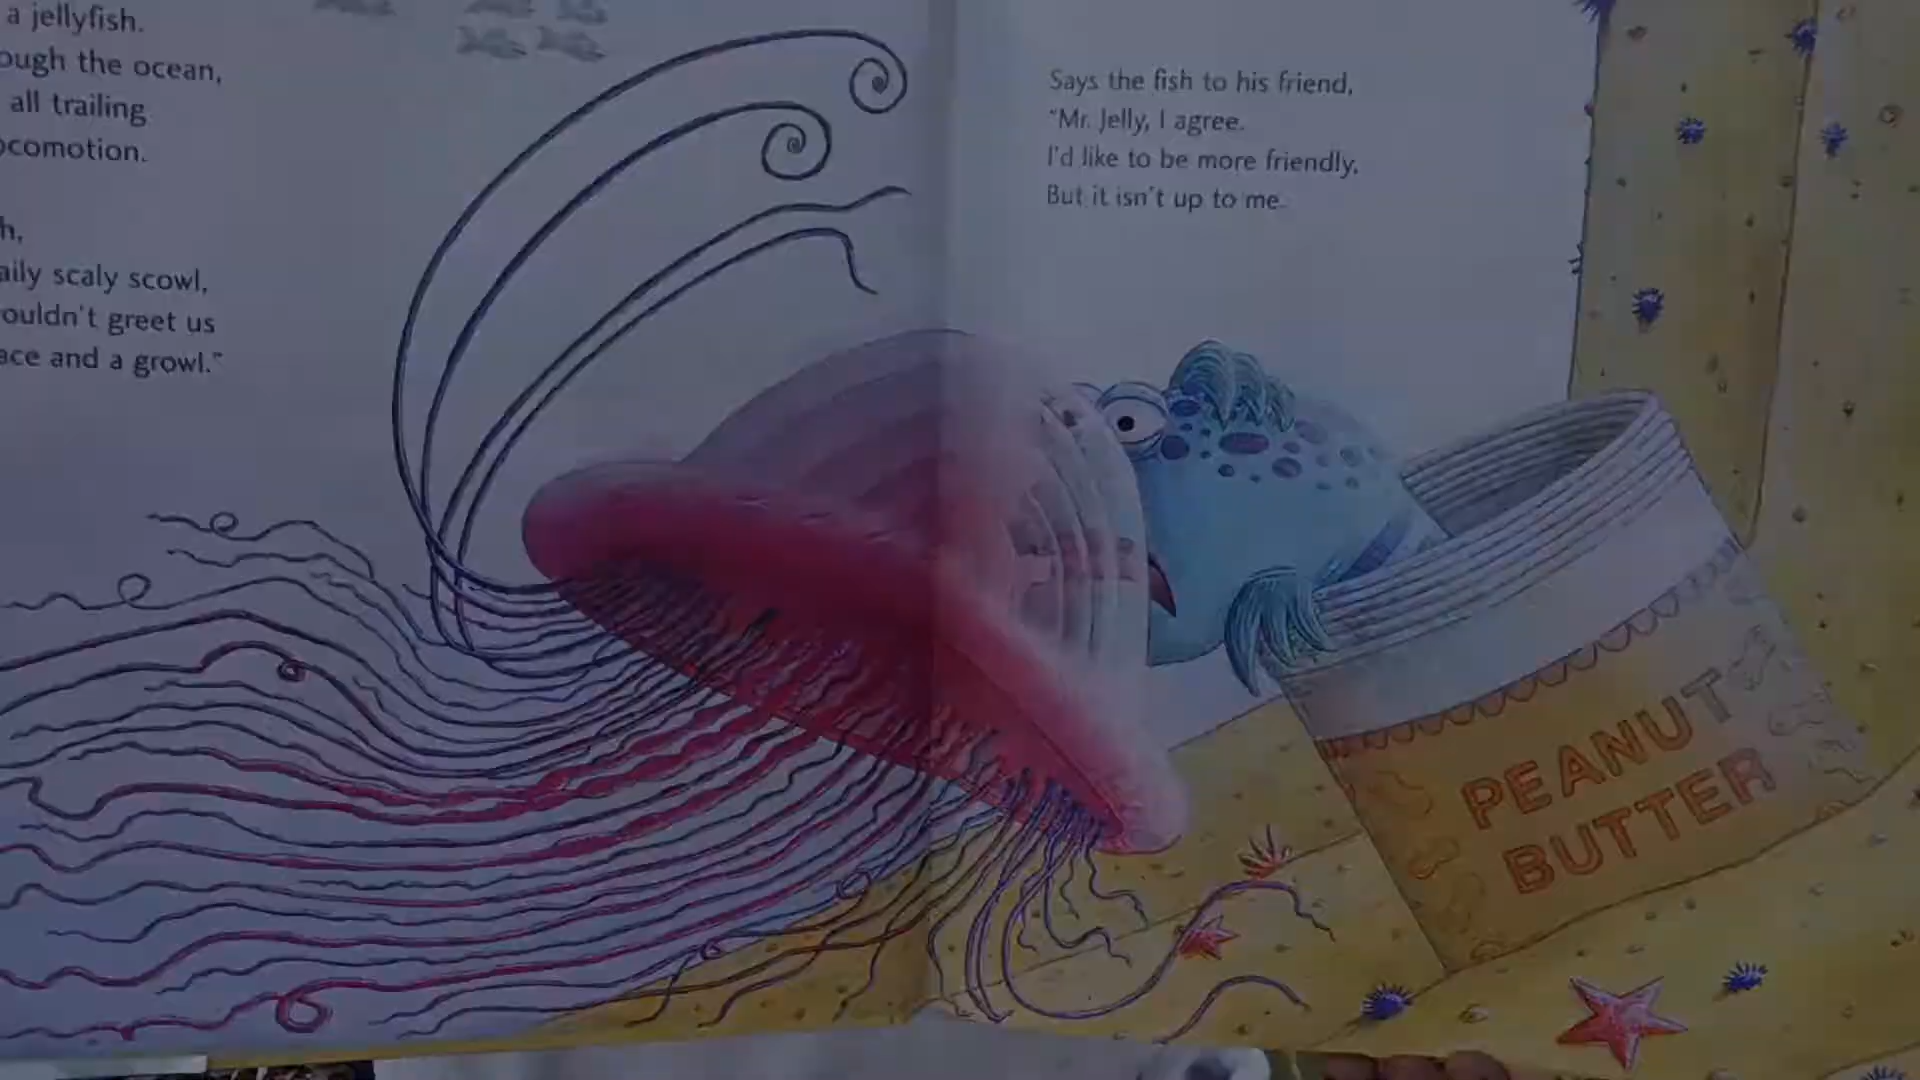 a jellyfish.
ough the ocean,
all trailing
ocomotion.
h,
aily scaly scowl,
ouldn't greet us
ace and a growl."
Says the fish to his friend,
"Mr. Jelly, I agree.
I'd like to be more friendly,
But it isn't up to me.
PEANUT
BUTTER